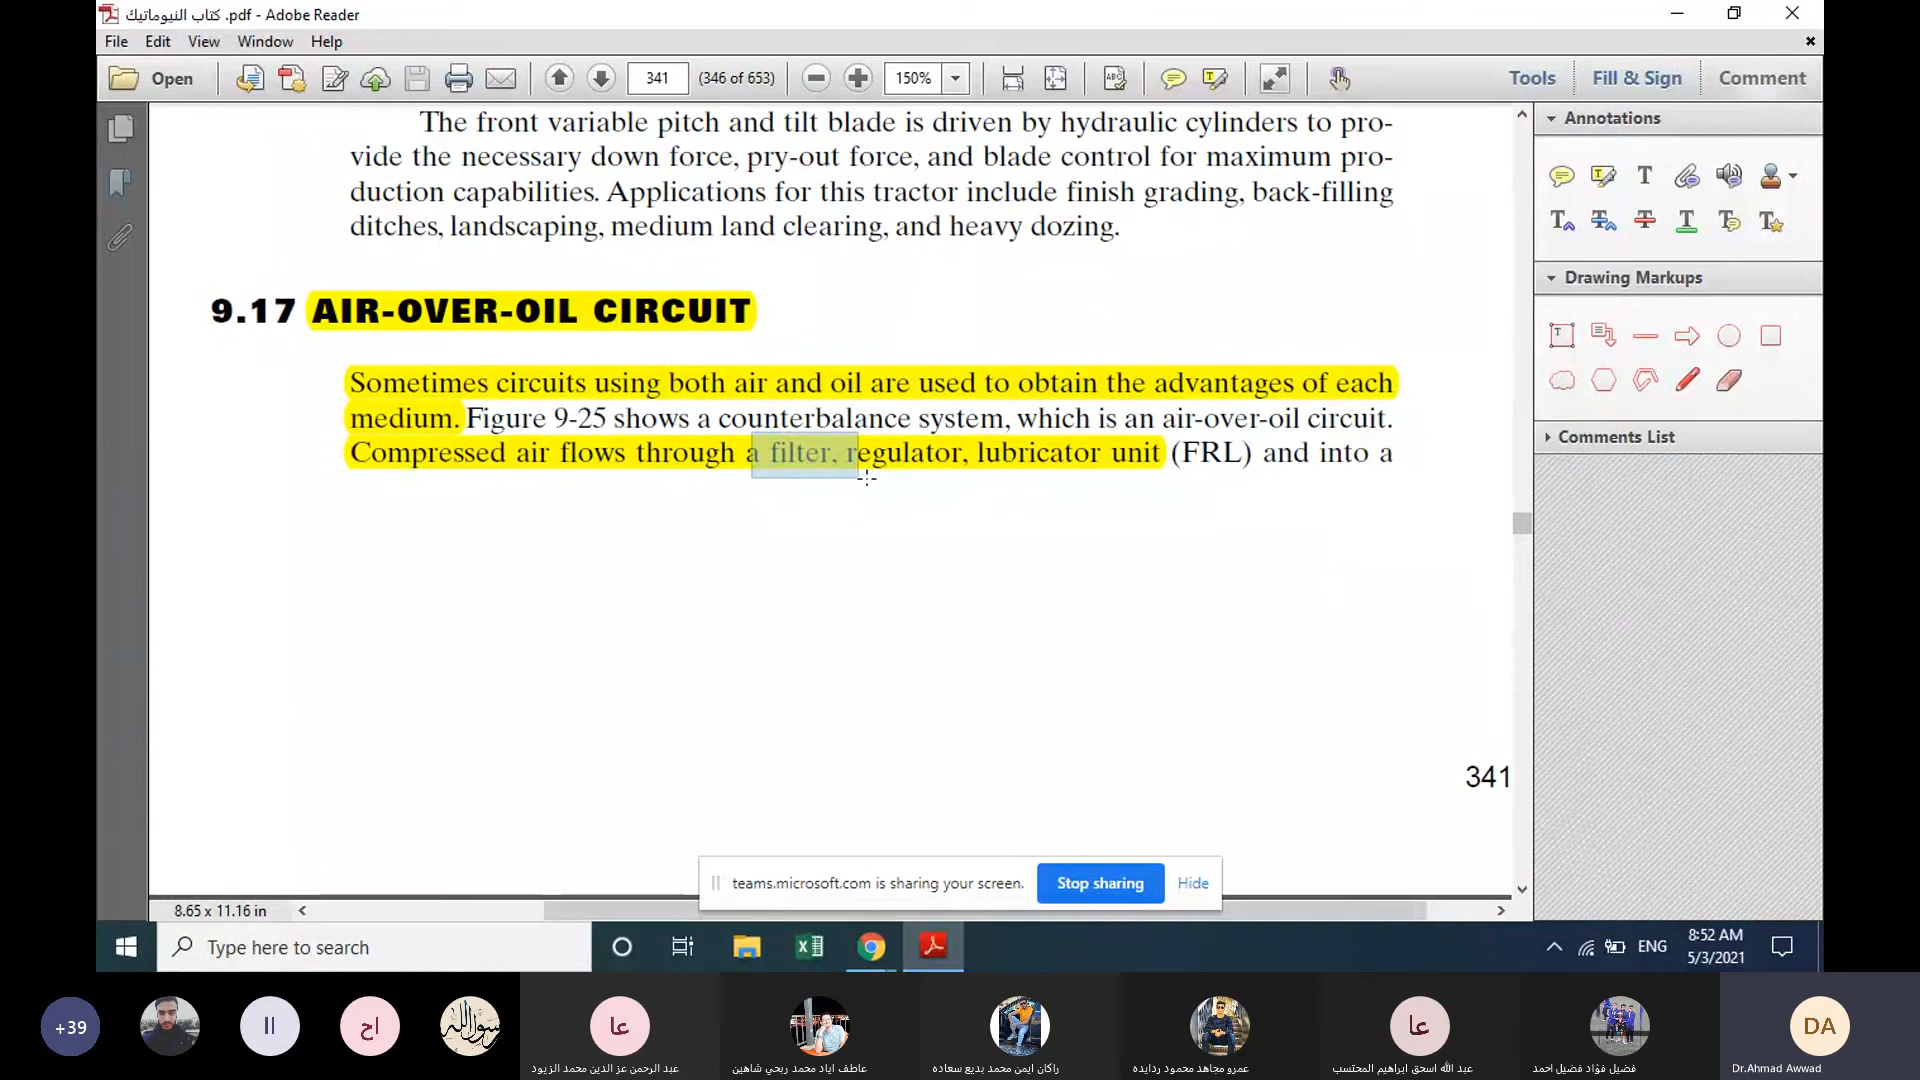 كتاب النيوماتيك .pdf - Adobe Reader
File Edit View Window Help
Open 341 (346 of 653) 150% Tools Fill & Sign Comment
The front variable pitch and tilt blade is driven by hydraulic cylinders to pro-
vide the necessary down force, pry-out force, and blade control for maximum pro-
duction capabilities. Applications for this tractor include finish grading, back-filling
ditches, landscaping, medium land clearing, and heavy dozing.
9.17 AIR-OVER-OIL CIRCUIT
Sometimes circuits using both air and oil are used to obtain the advantages of each
medium. Figure 9-25 shows a counterbalance system, which is an air-over-oil circuit.
Compressed air flows through a filter, regulator, lubricator unit (FRL) and into a
341
Annotations
Drawing Markups
Comments List
teams.microsoft.com is sharing your screen. Stop sharing Hide
8.65 x 11.16 in
Type here to search
ENG
8:52 AM
5/3/2021
+39
اا
اح
عا
عا
DA
عبد الرحمن عز الدين محمد الزيود
عاطف اياد محمد ربحي شاهين
راكان ايمن محمد بديع سعاده
عمرو مجاهد محمود ردايده
عبد الله اسحق ابراهيم المحتسب
فضيل فؤاد فضيل احمد
Dr.Ahmad Awwad